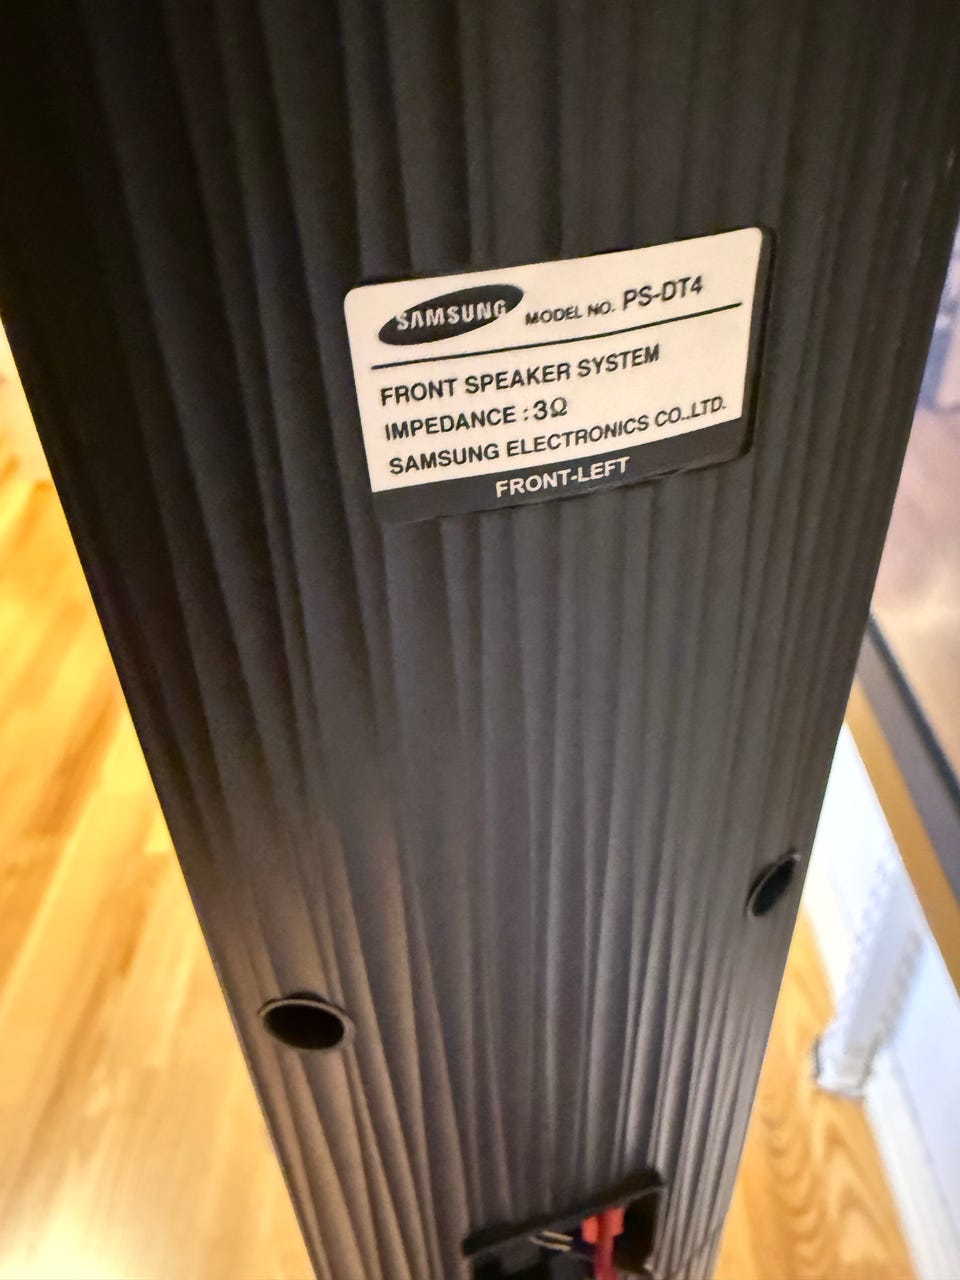 SAMSUNG MODEL NO. PS-DT4
FRONT SPEAKER SYSTEM
IMPEDANCE : 3Ω
SAMSUNG ELECTRONICS CO.,LTD.
FRONT-LEFT